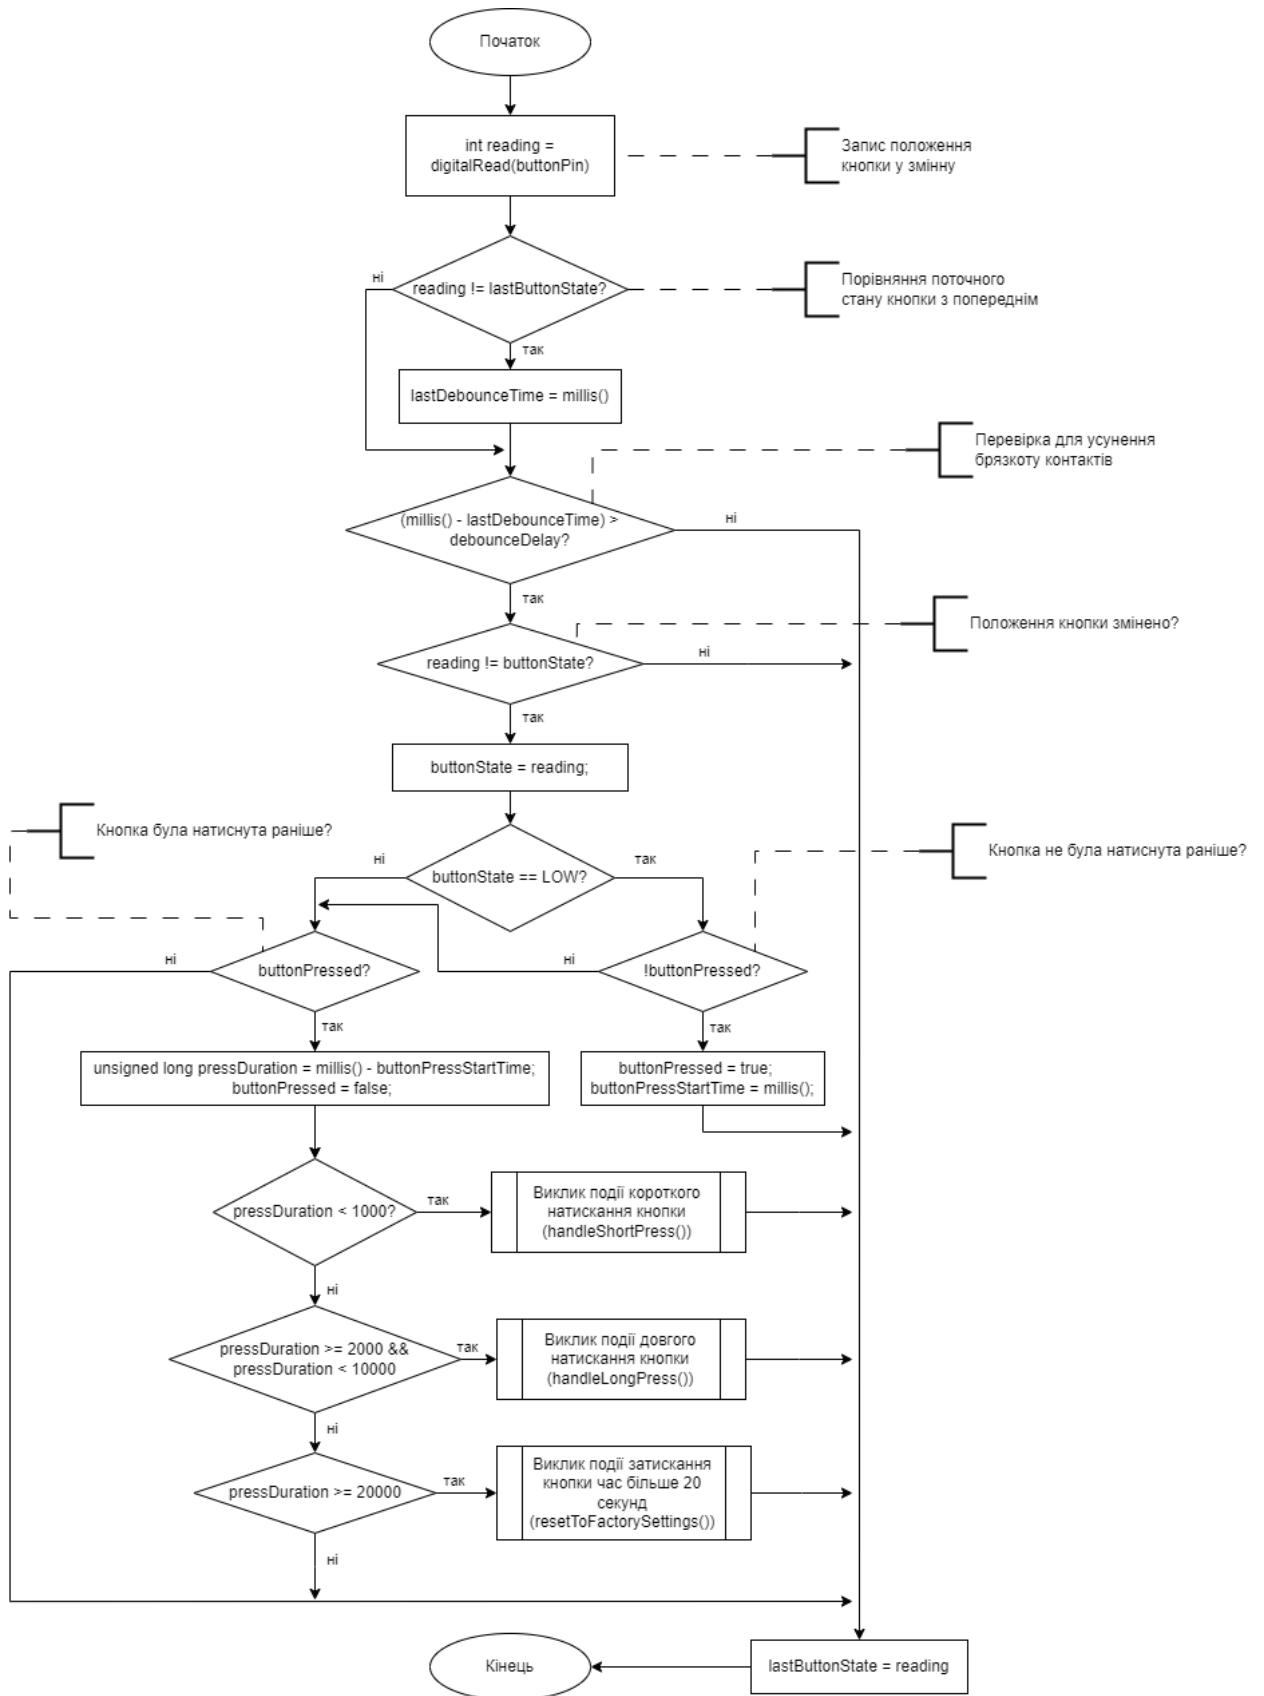 Початок
int reading =
digitalRead(buttonPin)
Запис положення
кнопки у змінну
ні
reading != lastButtonState?
Порівняння поточного
стану кнопки з попереднім
так
lastDebounceTime = millis()
Перевірка для усунення
брязкоту контактів
(millis() - lastDebounceTime) >
debounceDelay?
ні
так
Положення кнопки змінено?
reading != buttonState?
ні
так
buttonState = reading;
Кнопка була натиснута раніше?
ні
buttonState == LOW?
так
Кнопка не була натиснута раніше?
ні
buttonPressed?
ні
!buttonPressed?
так
так
unsigned long pressDuration = millis() - buttonPressStartTime;
buttonPressed = false;
buttonPressed = true;
buttonPressStartTime = millis();
pressDuration < 1000?
так
Виклик події короткого
натискання кнопки
(handleShortPress())
ні
pressDuration >= 2000 &&
pressDuration < 10000
так
Виклик події довгого
натискання кнопки
(handleLongPress())
ні
pressDuration >= 20000
так
Виклик події затискання
кнопки час більше 20
секунд
(resetToFactorySettings())
ні
Кінець
lastButtonState = reading